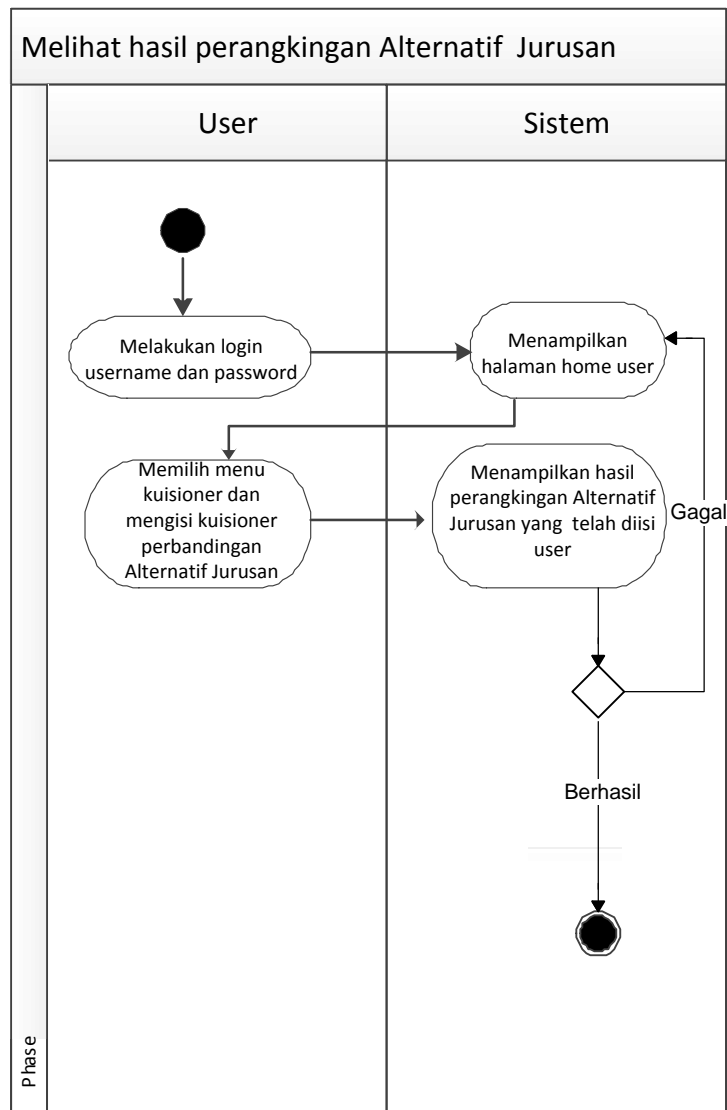 Melihat hasil perangkingan Alternatif Jurusan
User
Sistem
Melakukan login
username dan password
Menampilkan
halaman home user
Memilih menu
kuisioner dan
mengisi kuisioner
perbandingan
Alternatif Jurusan
Menampilkan hasil
perangkingan Alternatif
Jurusan yang telah diisi
user
Gagal
Berhasil
Phase